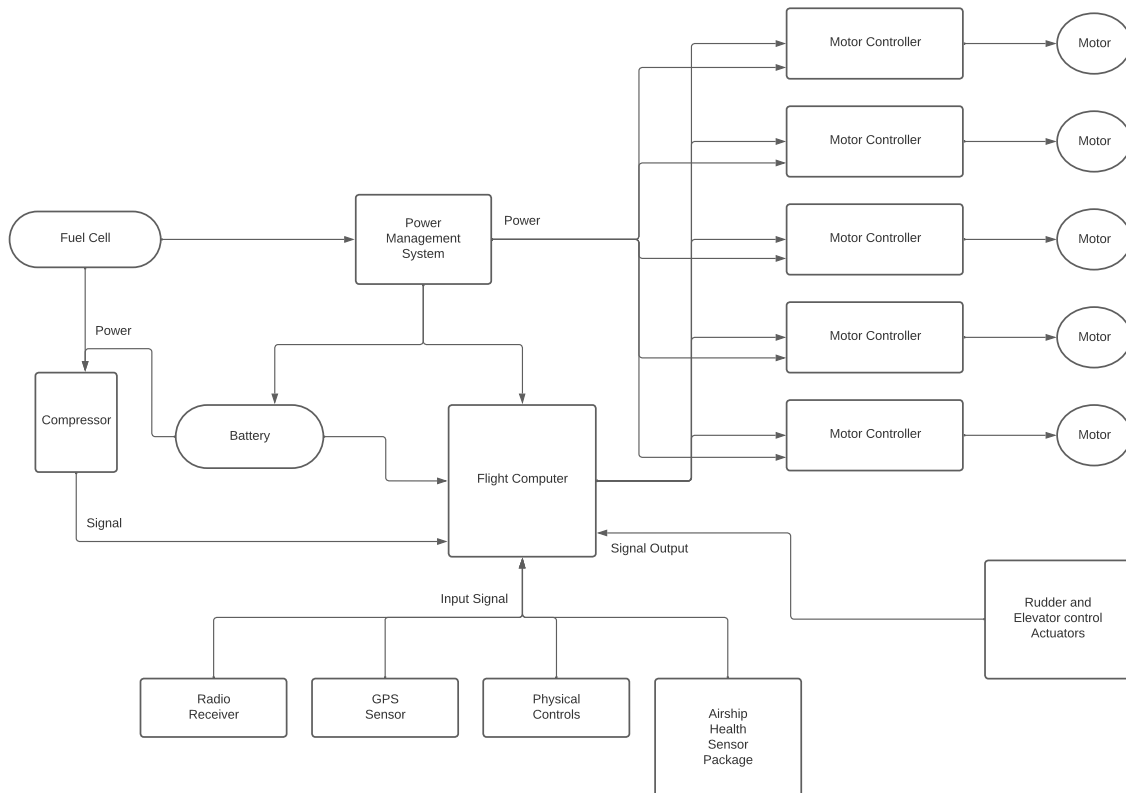 Motor Controller
Motor
Motor Controller
Motor
Power
Management
System
Power
Fuel Cell
Motor Controller
Motor
Power
Motor Controller
Motor
Compressor
Battery
Motor Controller
Motor
Flight Computer
Signal
Signal Output
Input Signal
Rudder and
Elevator control
Actuators
Radio
Receiver
GPS
Sensor
Physical
Controls
Airship
Health
Sensor
Package